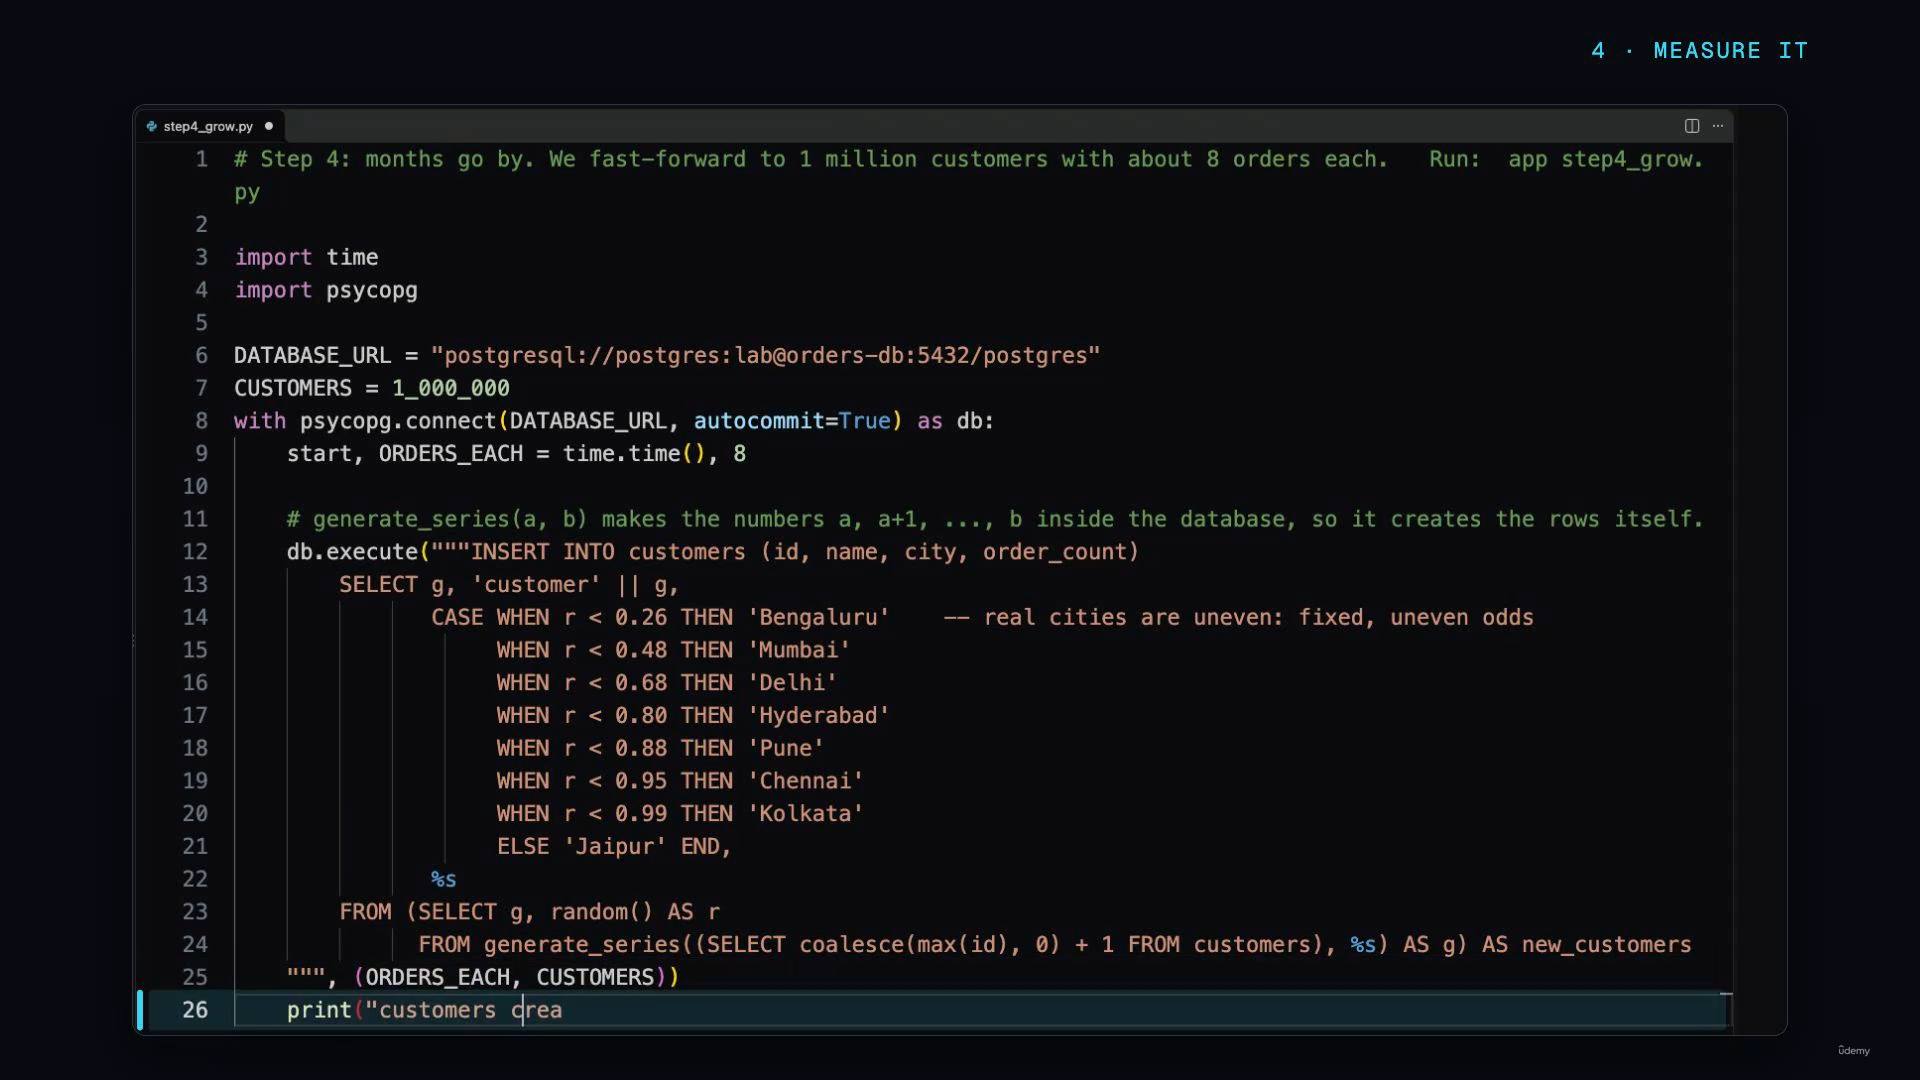 4 · MEASURE IT
step4_grow.py
1 # Step 4: months go by. We fast-forward to 1 million customers with about 8 orders each.   Run:  app step4_grow.
py
2
3 import time
4 import psycopg
5
6 DATABASE_URL = "postgresql://postgres:lab@orders-db:5432/postgres"
7 CUSTOMERS = 1_000_000
8 with psycopg.connect(DATABASE_URL, autocommit=True) as db:
9     start, ORDERS_EACH = time.time(), 8
10
11     # generate_series(a, b) makes the numbers a, a+1, ..., b inside the database, so it creates the rows itself.
12     db.execute("""INSERT INTO customers (id, name, city, order_count)
13         SELECT g, 'customer' || g,
14                CASE WHEN r < 0.26 THEN 'Bengaluru'    -- real cities are uneven: fixed, uneven odds
15                     WHEN r < 0.48 THEN 'Mumbai'
16                     WHEN r < 0.68 THEN 'Delhi'
17                     WHEN r < 0.80 THEN 'Hyderabad'
18                     WHEN r < 0.88 THEN 'Pune'
19                     WHEN r < 0.95 THEN 'Chennai'
20                     WHEN r < 0.99 THEN 'Kolkata'
21                     ELSE 'Jaipur' END,
22                %s
23         FROM (SELECT g, random() AS r
24               FROM generate_series((SELECT coalesce(max(id), 0) + 1 FROM customers), %s) AS g) AS new_customers
25     """, (ORDERS_EACH, CUSTOMERS))
26     print("customers crea
udemy